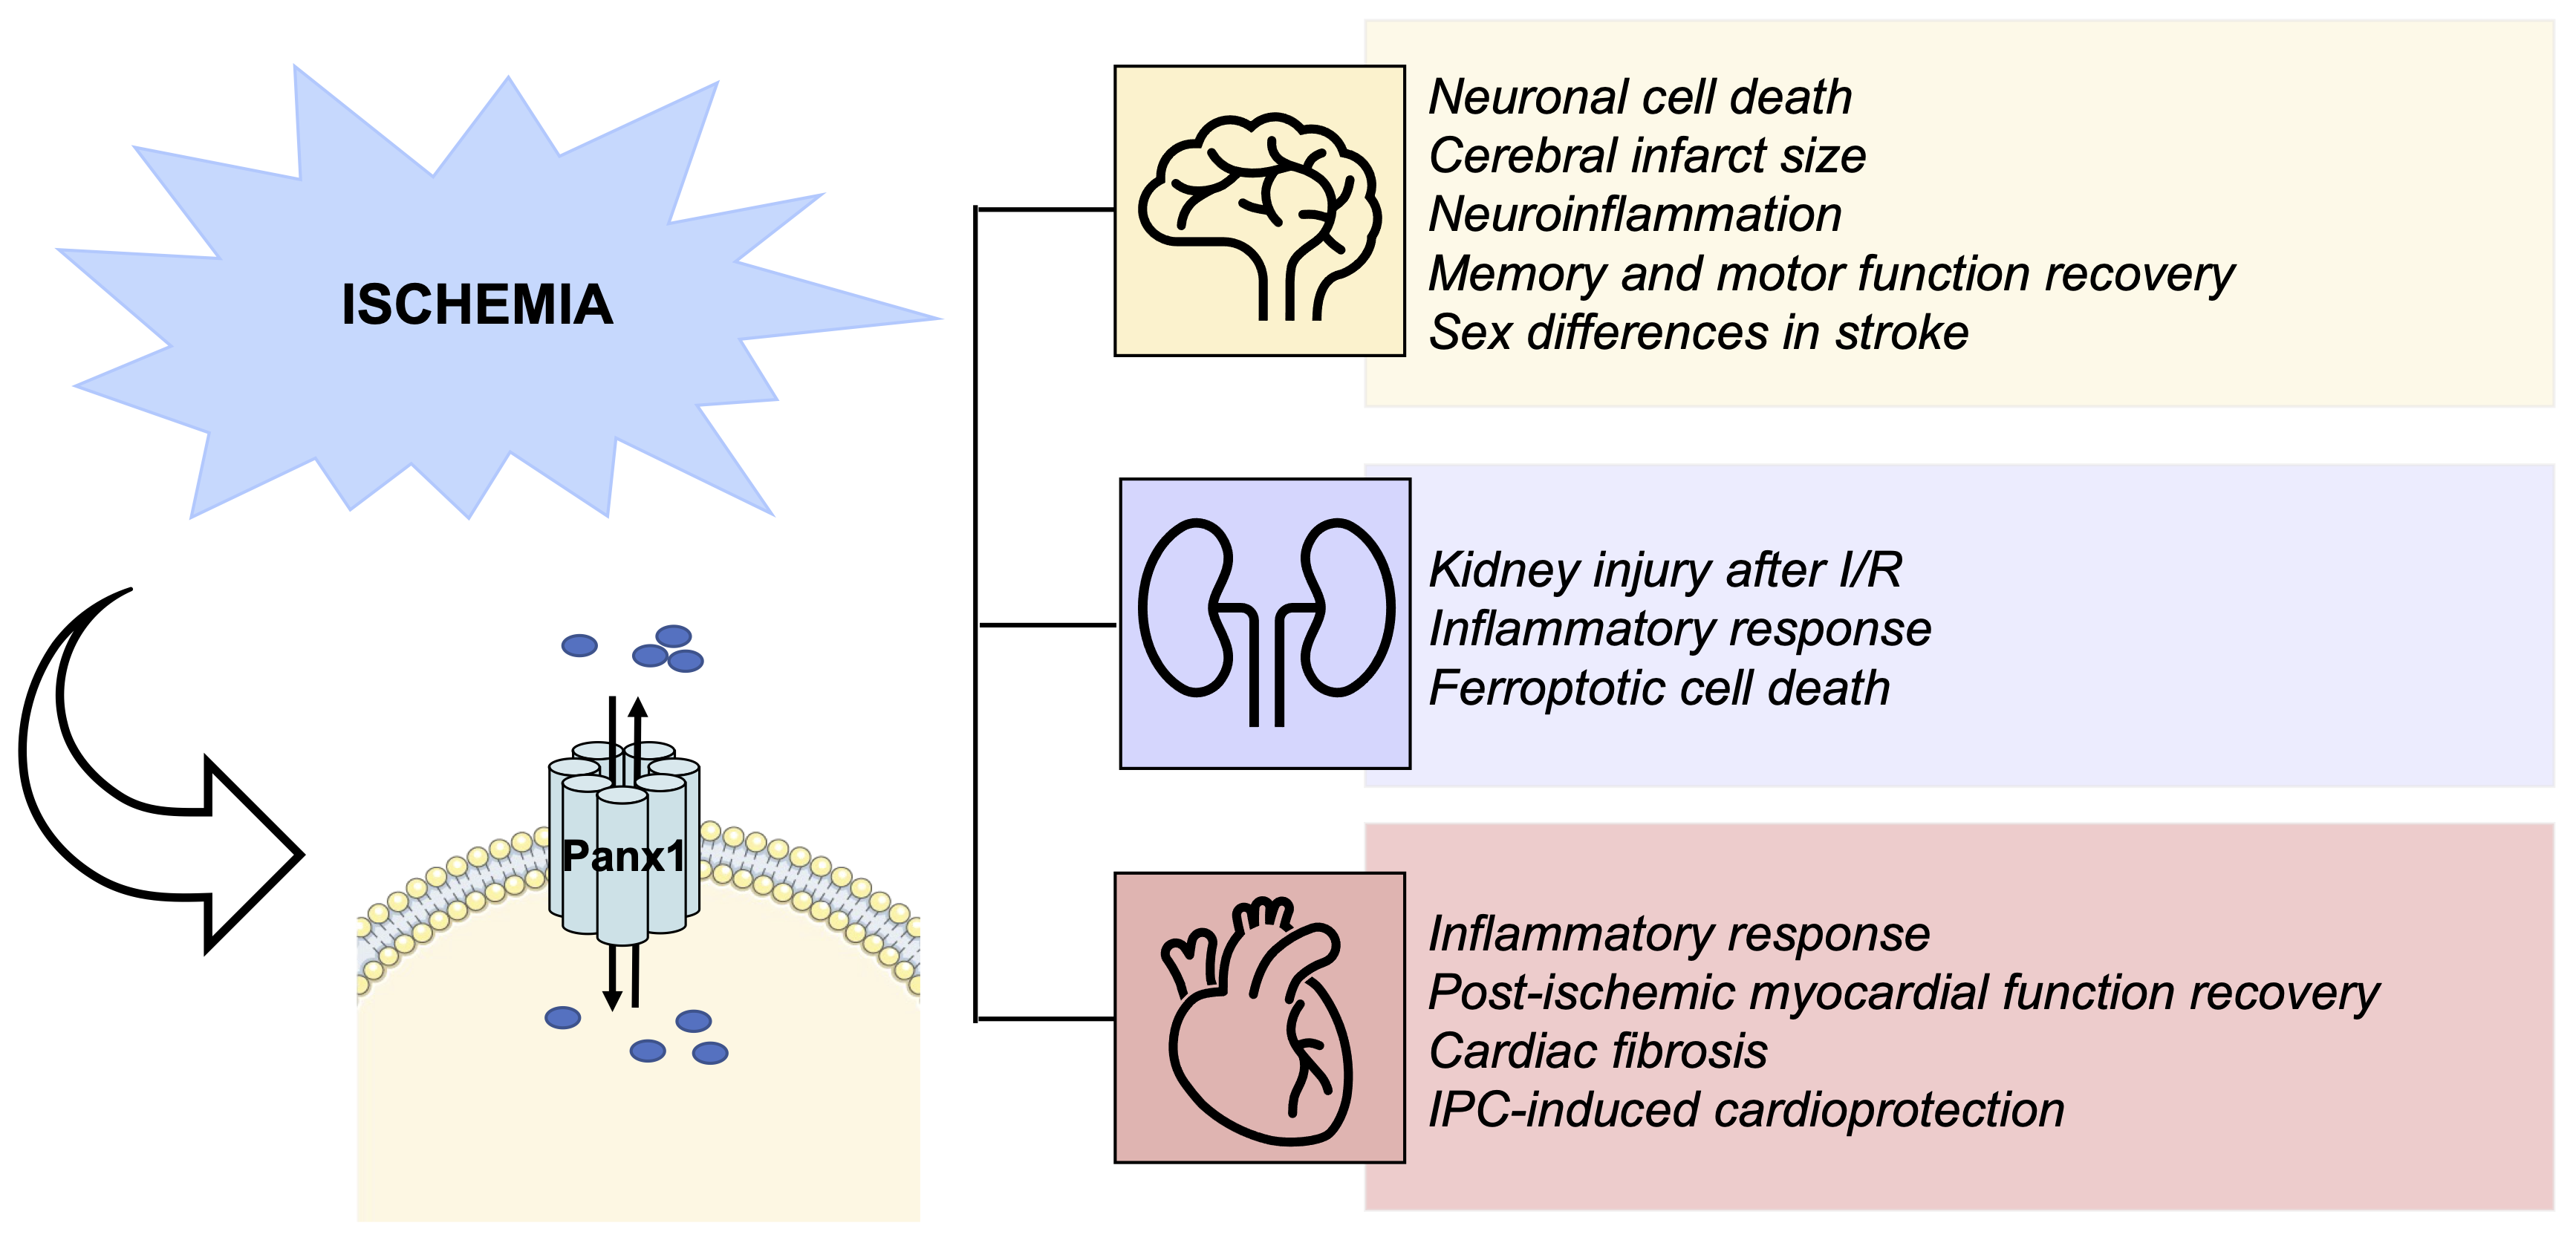 ISCHEMIA
Panx1
Neuronal cell death
Cerebral infarct size
Neuroinflammation
Memory and motor function recovery
Sex differences in stroke
Kidney injury after I/R
Inflammatory response
Ferroptotic cell death
Inflammatory response
Post-ischemic myocardial function recovery
Cardiac fibrosis
IPC-induced cardioprotection